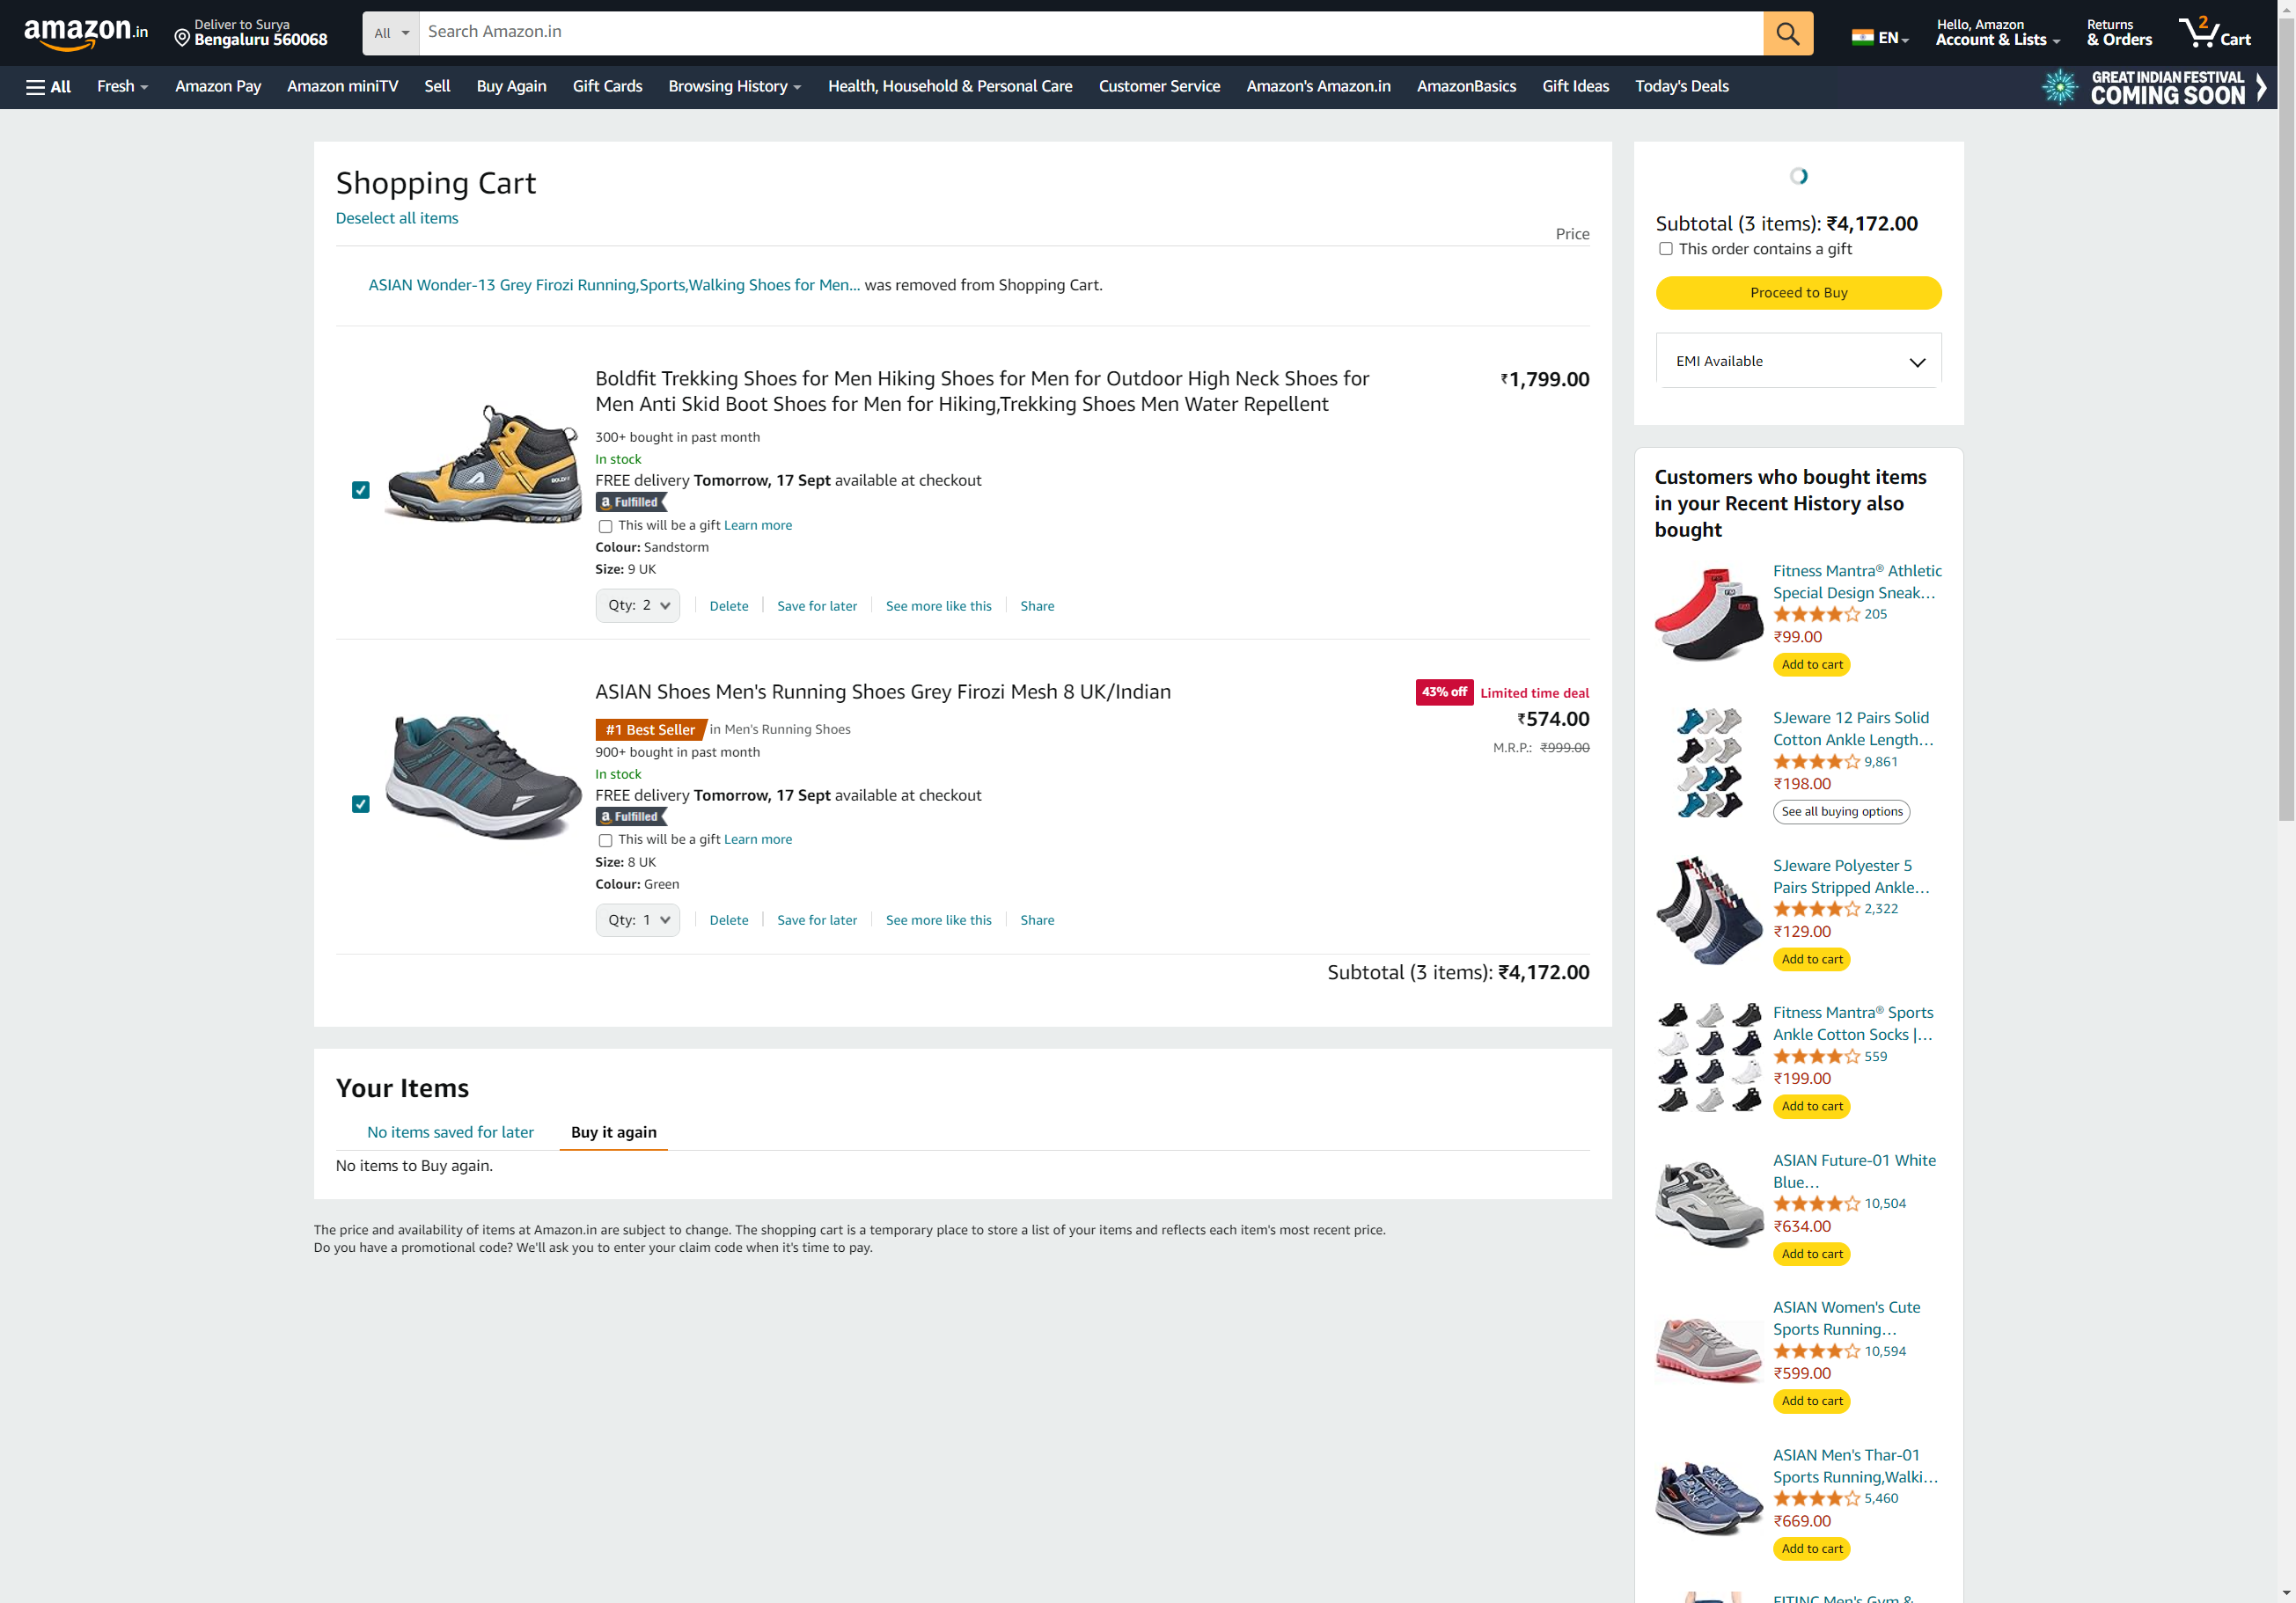 amazon.in
Deliver to Surya
Bengaluru 560068
All
Search Amazon.in
EN
Hello, Amazon
Account & Lists
Returns
& Orders
2
Cart
All
Fresh
Amazon Pay
Amazon miniTV
Sell
Buy Again
Gift Cards
Browsing History
Health, Household & Personal Care
Customer Service
Amazon's Amazon.in
AmazonBasics
Gift Ideas
Today's Deals
GREAT INDIAN FESTIVAL
COMING SOON
Shopping Cart
Deselect all items
Price
ASIAN Wonder-13 Grey Firozi Running,Sports,Walking Shoes for Men... was removed from Shopping Cart.
Boldfit Trekking Shoes for Men Hiking Shoes for Men for Outdoor High Neck Shoes for
Men Anti Skid Boot Shoes for Men for Hiking,Trekking Shoes Men Water Repellent
₹1,799.00
300+ bought in past month
In stock
FREE delivery Tomorrow, 17 Sept available at checkout
a Fulfilled
This will be a gift Learn more
Colour: Sandstorm
Size: 9 UK
Qty: 2
Delete
Save for later
See more like this
Share
ASIAN Shoes Men's Running Shoes Grey Firozi Mesh 8 UK/Indian
43% off Limited time deal
₹574.00
M.R.P.: ₹999.00
#1 Best Seller in Men's Running Shoes
900+ bought in past month
In stock
FREE delivery Tomorrow, 17 Sept available at checkout
a Fulfilled
This will be a gift Learn more
Size: 8 UK
Colour: Green
Qty: 1
Delete
Save for later
See more like this
Share
Subtotal (3 items): ₹4,172.00
Your Items
No items saved for later
Buy it again
No items to Buy again.
The price and availability of items at Amazon.in are subject to change. The shopping cart is a temporary place to store a list of your items and reflects each item's most recent price.
Do you have a promotional code? We'll ask you to enter your claim code when it's time to pay.
Subtotal (3 items): ₹4,172.00
This order contains a gift
Proceed to Buy
EMI Available
Customers who bought items
in your Recent History also
bought
Fitness Mantra® Athletic
Special Design Sneak…
205
₹99.00
Add to cart
SJeware 12 Pairs Solid
Cotton Ankle Length…
9,861
₹198.00
See all buying options
SJeware Polyester 5
Pairs Stripped Ankle…
2,322
₹129.00
Add to cart
Fitness Mantra® Sports
Ankle Cotton Socks |…
559
₹199.00
Add to cart
ASIAN Future-01 White
Blue…
10,504
₹634.00
Add to cart
ASIAN Women's Cute
Sports Running…
10,594
₹599.00
Add to cart
ASIAN Men's Thar-01
Sports Running,Walki…
5,460
₹669.00
Add to cart
FITINC Men's Gym &